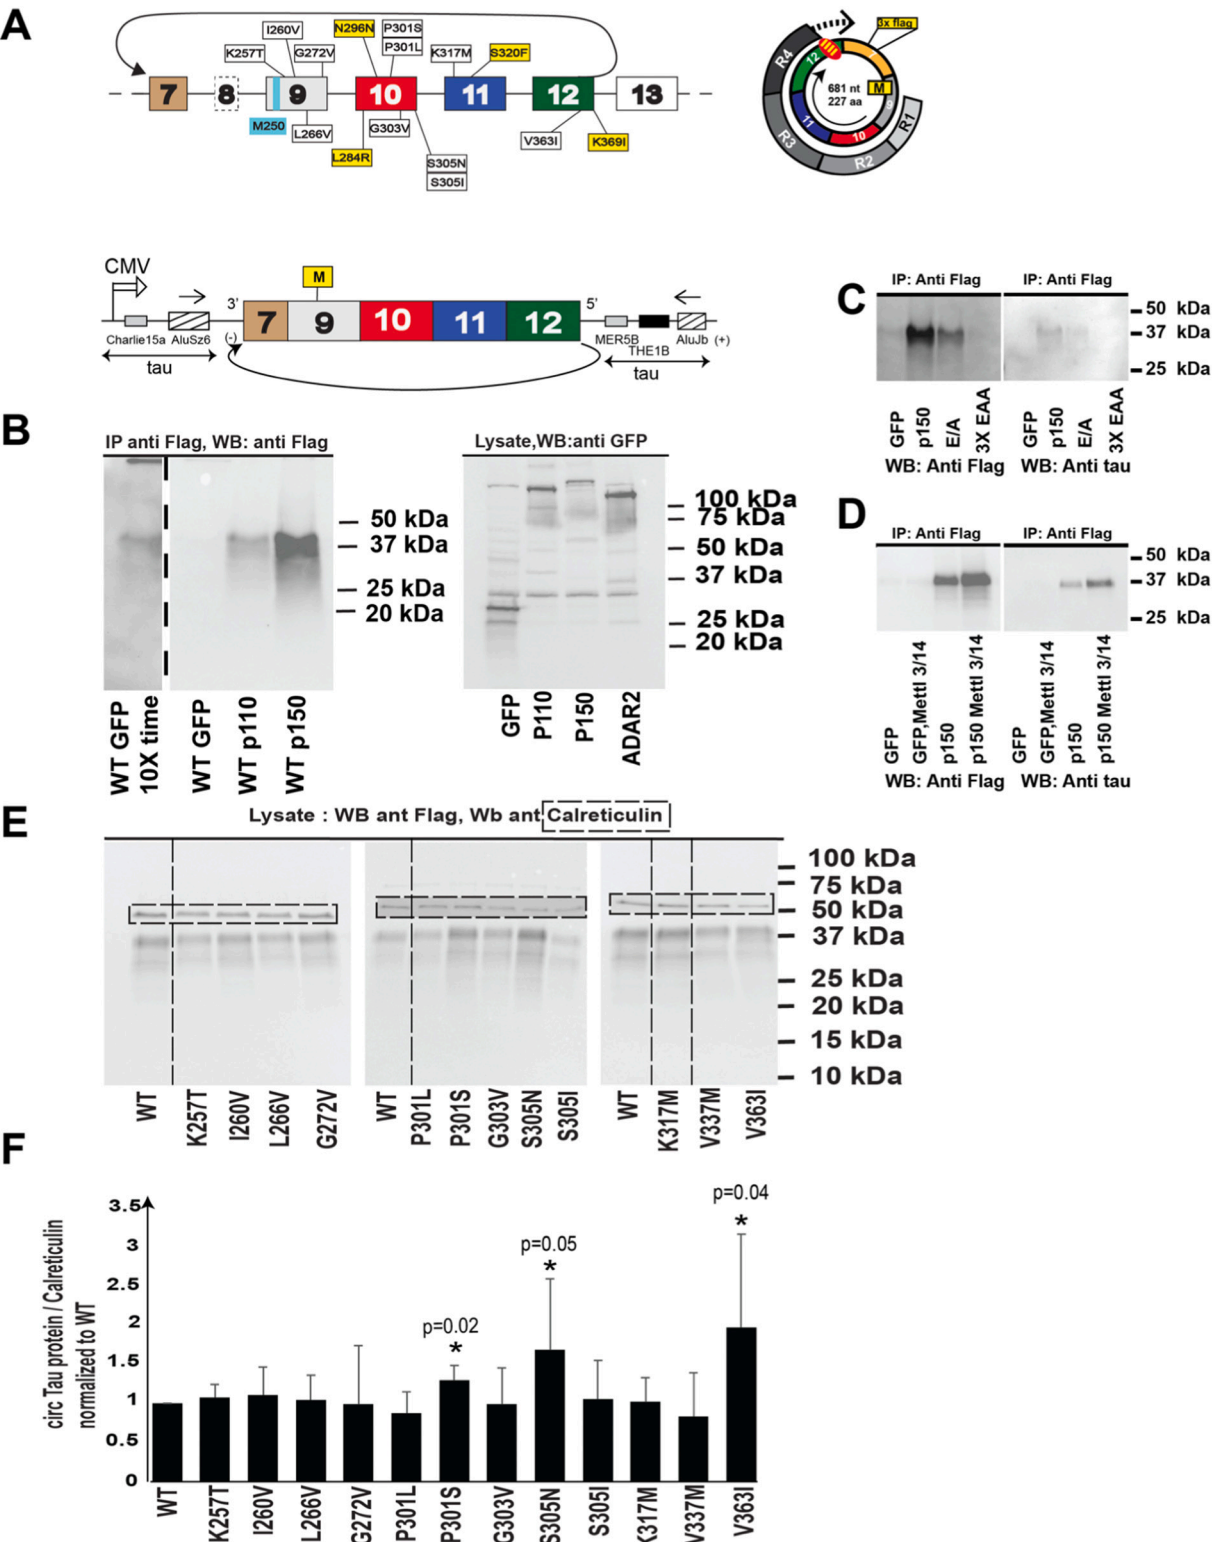 A
I260V
N296N
P301S
P301L
K257T
G272V
K317M
S320F
7
8
9
10
11
12
13
M250
L266V
G303V
L284R
V363I
K369I
S305N
S305I
3x flag
R4
12
681 nt
227 aa
M
9
11
10
R1
R3
R2
CMV
M
3'
5'
7
9
10
11
12
Charlie15a
AluSz6
(-)
MER5B
THE1B
AluJb
(+)
tau
tau
C
IP: Anti Flag
IP: Anti Flag
50 kDa
37 kDa
25 kDa
GFP
p150
E/A
3X EAA
GFP
p150
E/A
3X EAA
WB: Anti Flag
WB: Anti tau
B
IP anti Flag, WB: anti Flag
50 kDa
37 kDa
25 kDa
20 kDa
WT GFP
10X time
WT GFP
WT p110
WT p150
Lysate,WB:anti GFP
100 kDa
75 kDa
50 kDa
37 kDa
25 kDa
20 kDa
GFP
P110
P150
ADAR2
D
IP: Anti Flag
IP: Anti Flag
50 kDa
37 kDa
25 kDa
GFP
GFP,Mettl 3/14
p150
p150 Mettl 3/14
GFP
GFP,Mettl 3/14
p150
p150 Mettl 3/14
WB: Anti Flag
WB: Anti tau
E
Lysate : WB ant Flag, Wb ant Calreticulin
100 kDa
75 kDa
50 kDa
37 kDa
25 kDa
20 kDa
15 kDa
10 kDa
WT
K257T
I260V
L266V
G272V
WT
P301L
P301S
G303V
S305N
S305I
WT
K317M
V337M
V363I
F
circ Tau protein / Calreticulin
normalized to WT
3.5
3
2.5
2
1.5
1
0.5
0
p=0.02
*
p=0.05
*
p=0.04
*
WT
K257T
I260V
L266V
G272V
P301L
P301S
G303V
S305N
S305I
K317M
V337M
V363I